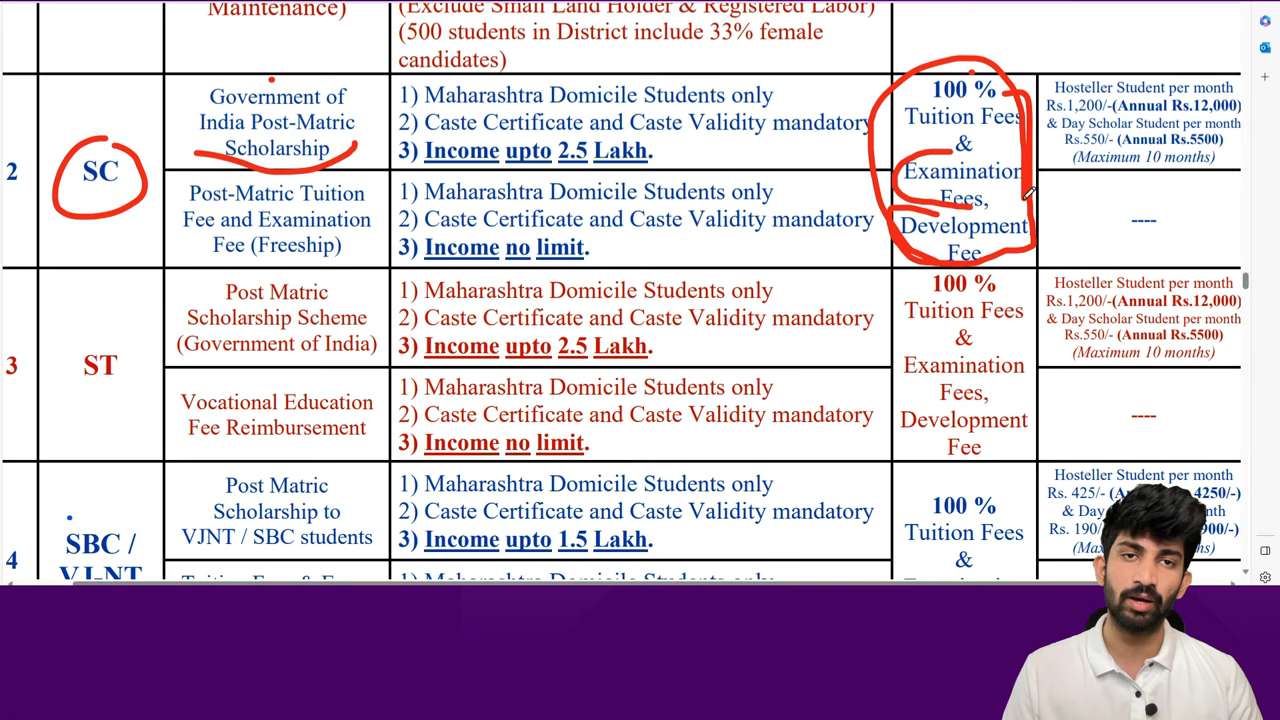 Maintenance)
(Exclude Small Land Holder & Registered Labor)
(500 students in District include 33% female
candidates)
2
SC
Government of
India Post-Matric
Scholarship
1) Maharashtra Domicile Students only
2) Caste Certificate and Caste Validity mandatory
3) Income upto 2.5 Lakh.
100 %
Tuition Fees
&
Examination
Fees,
Development
Fee
Hosteller Student per month
Rs.1,200/-(Annual Rs.12,000)
& Day Scholar Student per month
Rs.550/- (Annual Rs.5500)
(Maximum 10 months)
Post-Matric Tuition
Fee and Examination
Fee (Freeship)
1) Maharashtra Domicile Students only
2) Caste Certificate and Caste Validity mandatory
3) Income no limit.
----
3
ST
Post Matric
Scholarship Scheme
(Government of India)
1) Maharashtra Domicile Students only
2) Caste Certificate and Caste Validity mandatory
3) Income upto 2.5 Lakh.
100 %
Tuition Fees
&
Examination
Fees,
Development
Fee
Hosteller Student per month
Rs.1,200/-(Annual Rs.12,000)
& Day Scholar Student per month
Rs.550/- (Annual Rs.5500)
(Maximum 10 months)
Vocational Education
Fee Reimbursement
1) Maharashtra Domicile Students only
2) Caste Certificate and Caste Validity mandatory
3) Income no limit.
----
4
SBC /
VJ-NT
Post Matric
Scholarship to
VJNT / SBC students
1) Maharashtra Domicile Students only
2) Caste Certificate and Caste Validity mandatory
3) Income upto 1.5 Lakh.
100 %
Tuition Fees
&
Hosteller Student per month
Rs. 425/- 4250/-)
& Day
Rs. 190/
1) Maharashtra Domicile Students only